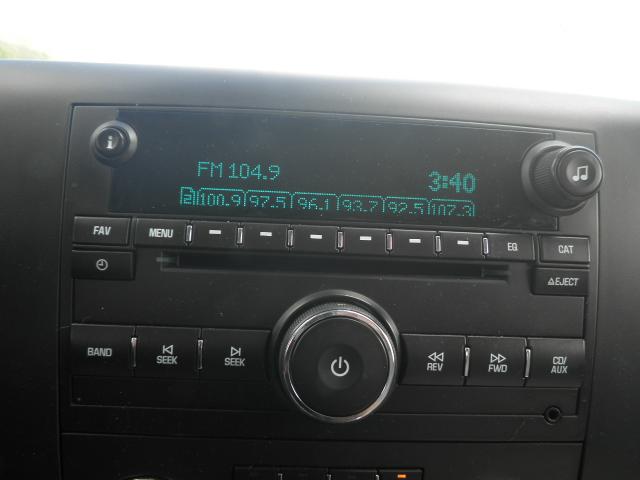 i
FM 104.9 3:40
2 100.9 97.5 96.1 93.7 92.5 107.3
FAV MENU EQ CAT
EJECT
BAND SEEK SEEK REV FWD CD/AUX